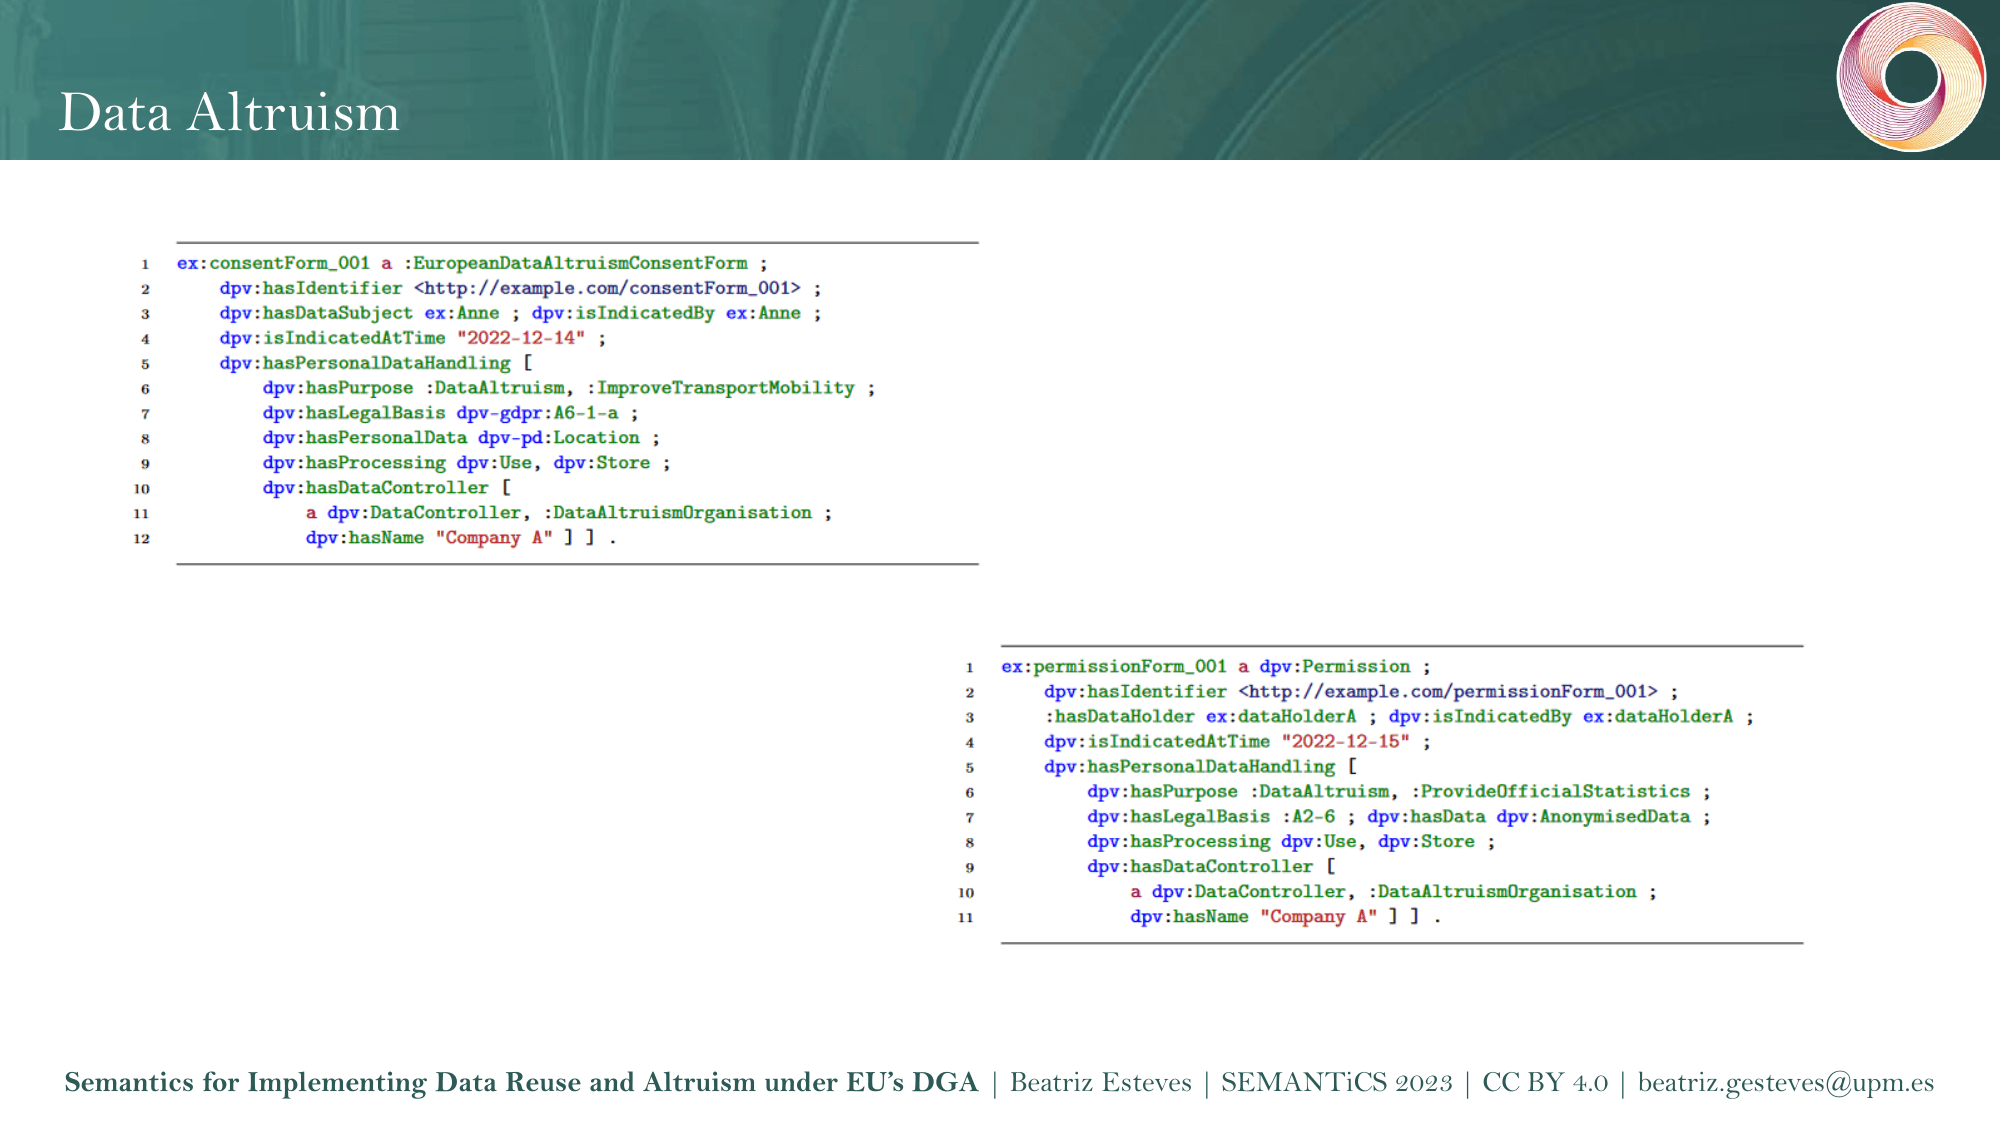 Data Altruism
1 ex:consentForm_001 a :EuropeanDataAltruismConsentForm ;
2 dpv:hasIdentifier <http://example.com/consentForm_001> ;
3 dpv:hasDataSubject ex:Anne ; dpv:isIndicatedBy ex:Anne ;
4 dpv:isIndicatedAtTime "2022-12-14" ;
5 dpv:hasPersonalDataHandling [
6 dpv:hasPurpose :DataAltruism, :ImproveTransportMobility ;
7 dpv:hasLegalBasis dpv-gdpr:A6-1-a ;
8 dpv:hasPersonalData dpv-pd:Location ;
9 dpv:hasProcessing dpv:Use, dpv:Store ;
10 dpv:hasDataController [
11 a dpv:DataController, :DataAltruismOrganisation ;
12 dpv:hasName "Company A" ] ] .
1 ex:permissionForm_001 a dpv:Permission ;
2 dpv:hasIdentifier <http://example.com/permissionForm_001> ;
3 :hasDataHolder ex:dataHolderA ; dpv:isIndicatedBy ex:dataHolderA ;
4 dpv:isIndicatedAtTime "2022-12-15" ;
5 dpv:hasPersonalDataHandling [
6 dpv:hasPurpose :DataAltruism, :ProvideOfficialStatistics ;
7 dpv:hasLegalBasis :A2-6 ; dpv:hasData dpv:AnonymisedData ;
8 dpv:hasProcessing dpv:Use, dpv:Store ;
9 dpv:hasDataController [
10 a dpv:DataController, :DataAltruismOrganisation ;
11 dpv:hasName "Company A" ] ] .
Semantics for Implementing Data Reuse and Altruism under EU's DGA | Beatriz Esteves | SEMANTiCS 2023 | CC BY 4.0 | beatriz.gesteves@upm.es